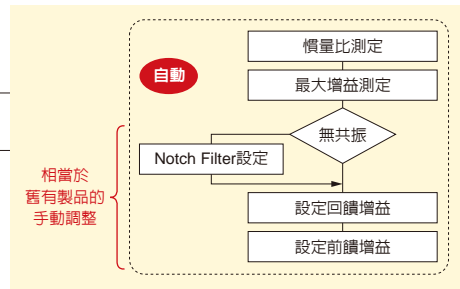 慣量比測定
自動
最大增益測定
無共振
Notch Filter設定
相當於
舊有製品的
手動調整
設定回饋增益
設定前饋增益